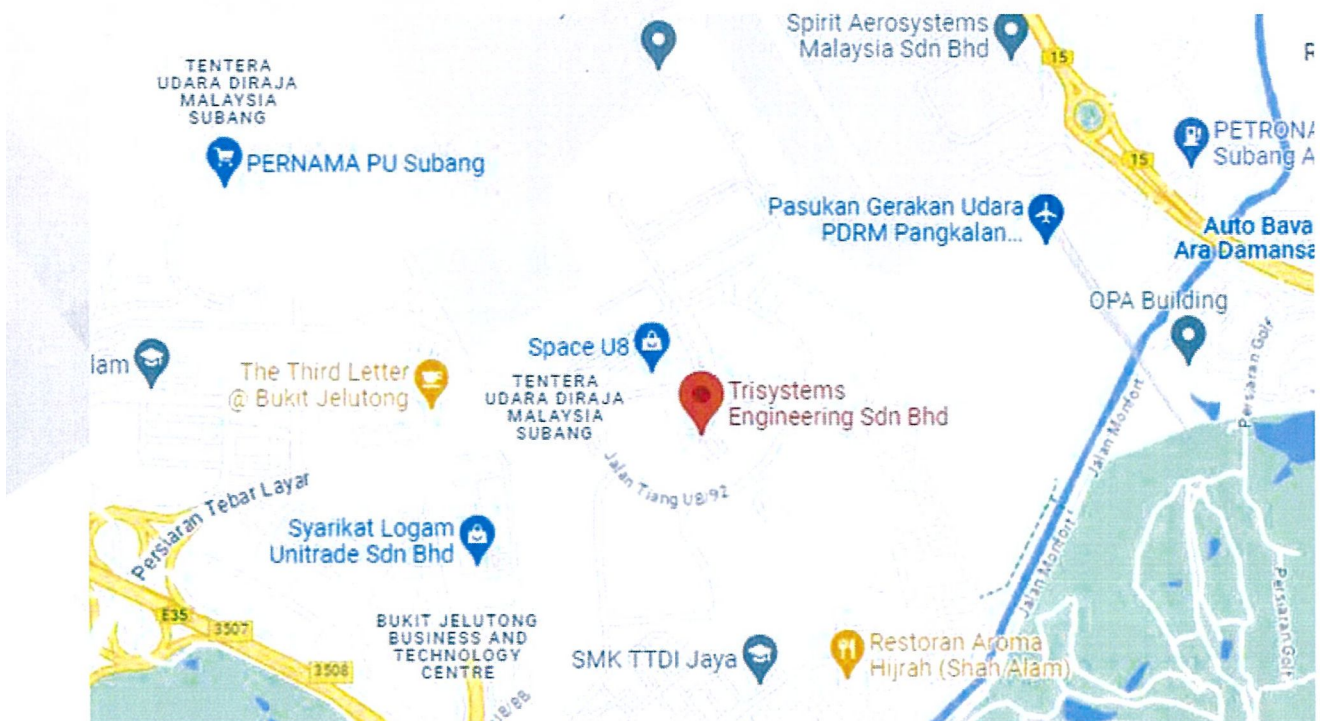 Spirit Aerosystems
Malaysia Sdn Bhd
15
TENTERA
UDARA DIRAJA
MALAYSIA
SUBANG
PERNAMA PU Subang
PETRONA
Subang A
15
Pasukan Gerakan Udara
PDRM Pangkalan...
Auto Bava
Ara Damansa
OPA Building
lam
The Third Letter
@ Bukit Jelutong
Space U8
TENTERA
UDARA DIRAJA
MALAYSIA
SUBANG
Trisystems
Engineering Sdn Bhd
Persiaran Golf
Jalan Monfort
Jalan Tiang U8/92
Persiaran Tebar Layar
Syarikat Logam
Unitrade Sdn Bhd
Jalan Monfort
Persiaran Golf
E35
3507
3508
BUKIT JELUTONG
BUSINESS AND
TECHNOLOGY
CENTRE
SMK TTDI Jaya
Restoran Aroma
Hijrah (Shah Alam)